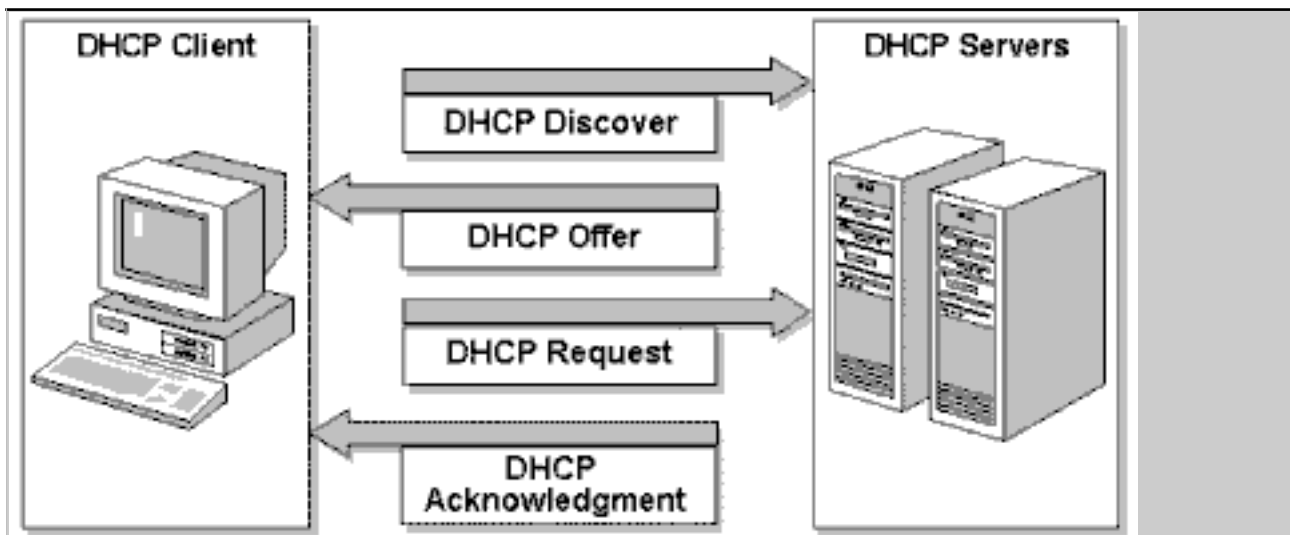 DHCP Client
DHCP Servers
DHCP Discover
DHCP Offer
DHCP Request
DHCP
Acknowledgment